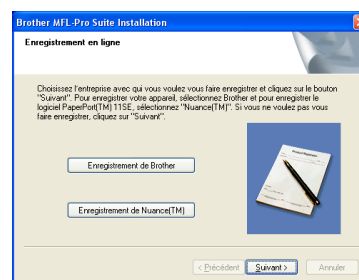 Brother MFL-Pro Suite Installation
Enregistrement en ligne
Choisissez l'entreprise avec qui vous voulez vous faire enregistrer et cliquez sur le bouton
"Suivant". Pour enregistrer votre appareil, sélectionnez Brother et pour enregistrer le
logiciel PaperPort(TM) 11SE, sélectionnez "Nuance(TM)". Si vous ne voulez pas vous
faire enregistrer, cliquez sur "Suivant".
Enregistrement de Brother
Enregistrement de Nuance(TM)
< Précédent
Suivant >
Annuler